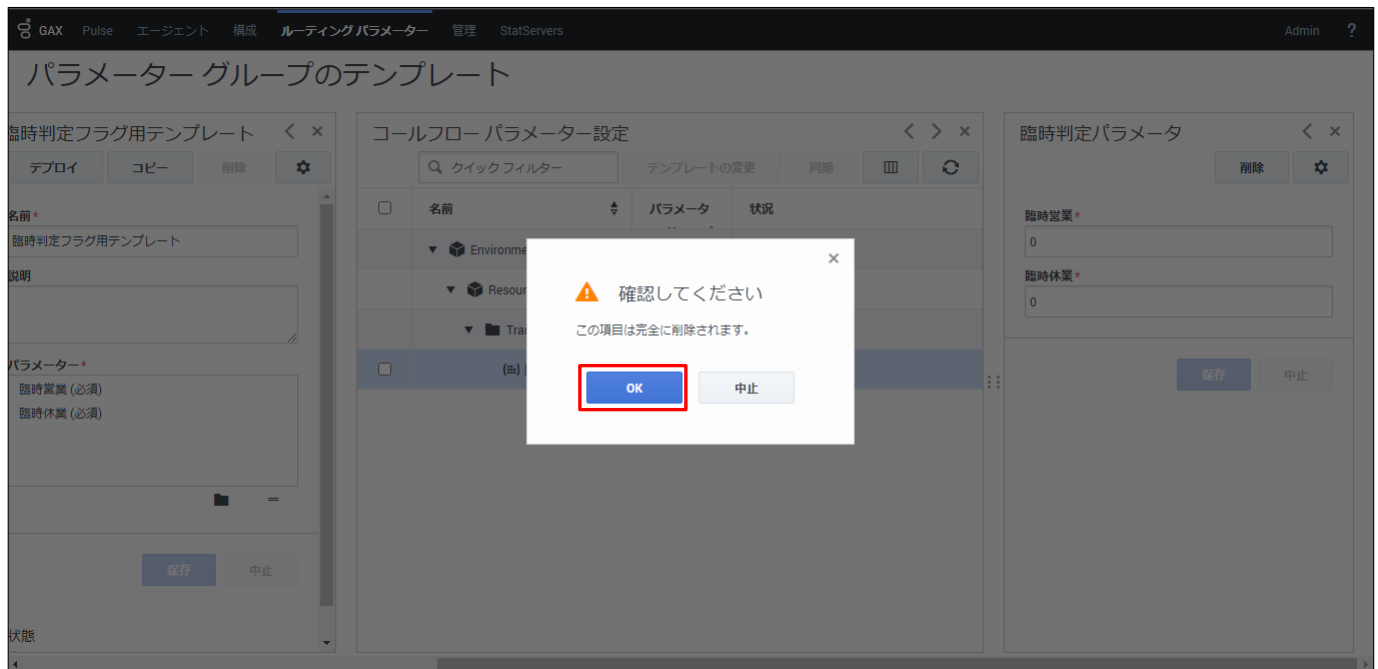 GAX Pulse エージェント 構成 ルーティング パラメーター 管理 StatServers Admin ?
パラメーター グループのテンプレート
時判定フラグ用テンプレート
デプロイ コピー 削除
名前*
臨時判定フラグ用テンプレート
説明
パラメーター*
臨時営業 (必須)
臨時休業 (必須)
保存 中止
状態
コールフロー パラメーター設定
クイック フィルター テンプレートの変更 同期
名前 パラメータ 状況
Environme
Resour
Tra
確認してください
この項目は完全に削除されます。
OK 中止
臨時判定パラメータ
削除
臨時営業*
0
臨時休業*
0
保存 中止